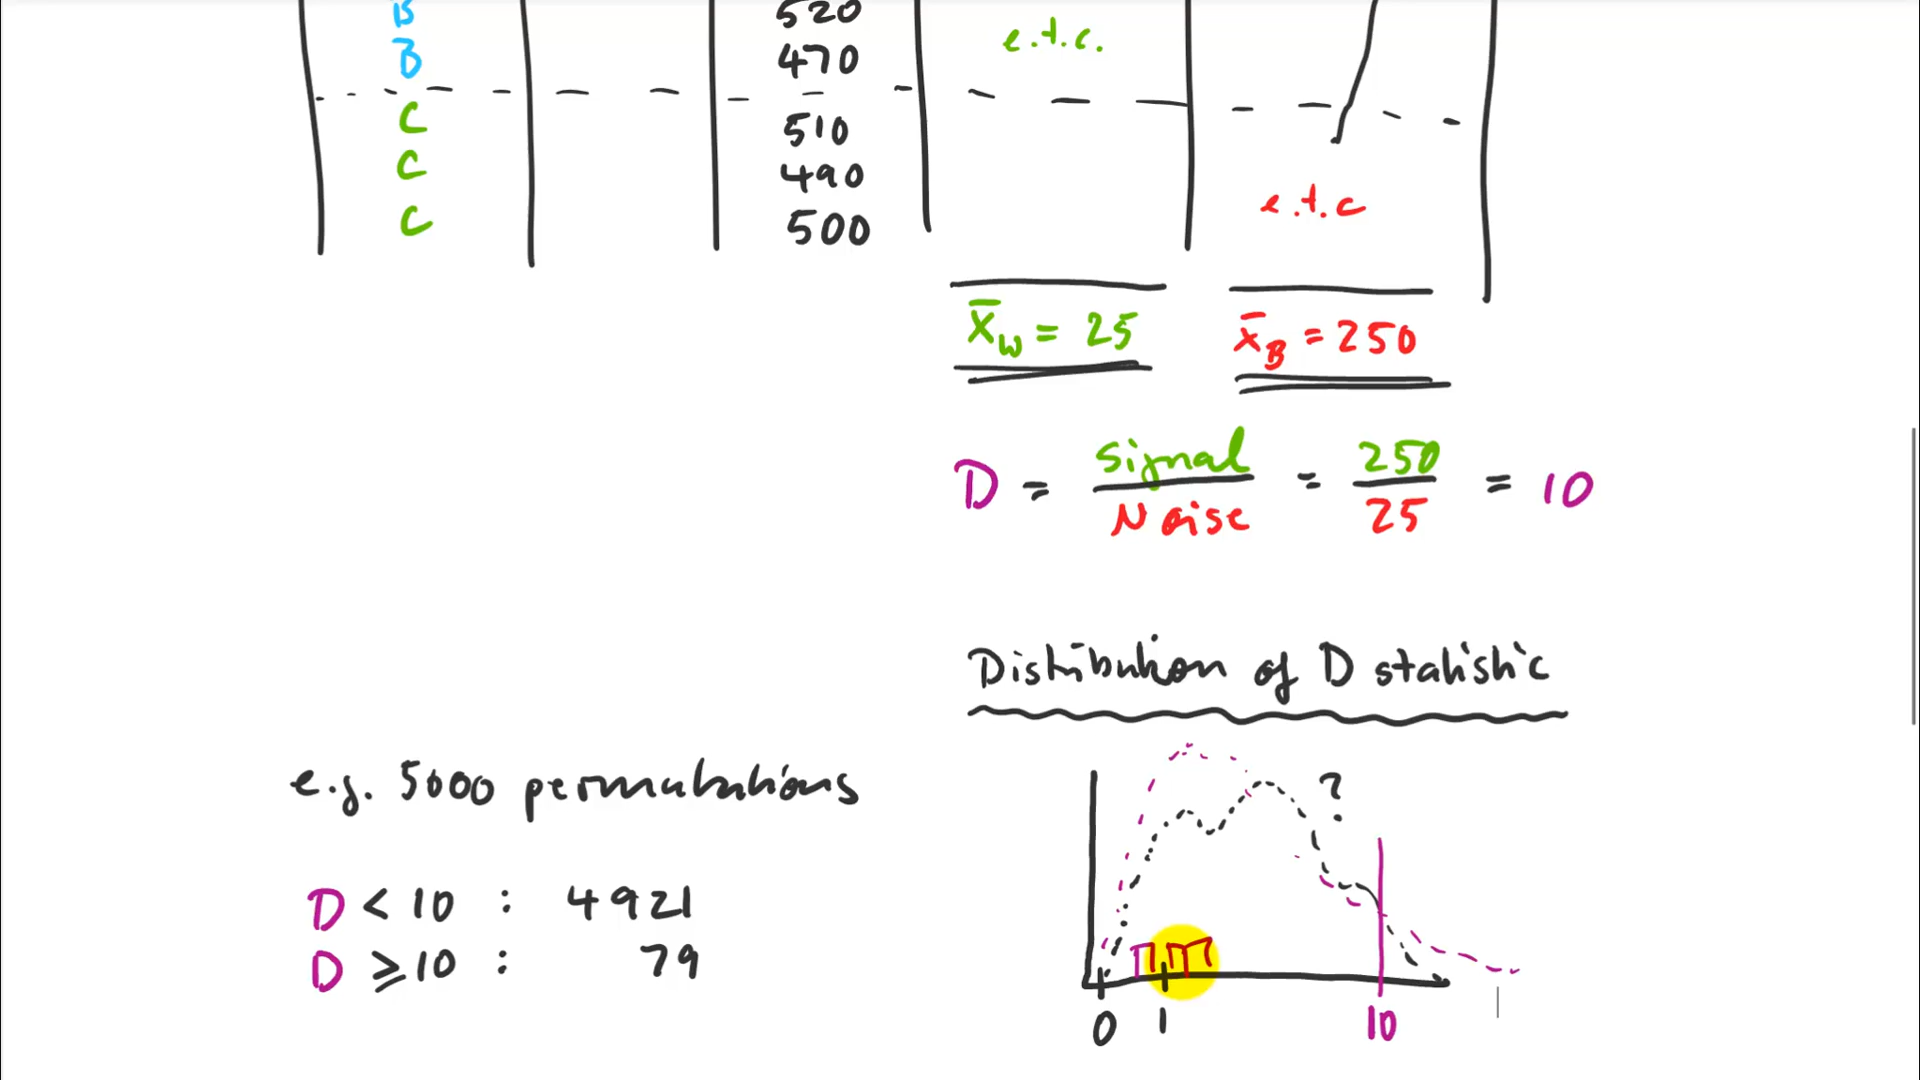 B 520 e.t.c.
B 470
C 510
C 490 e.t.c
C 500
x̄W = 25 x̄B = 250
D = Signal / Noise = 250 / 25 = 10
Distribution of D statistic
e.g. 5000 permutations
?
D < 10 : 4921
D ≥ 10 : 79
0 1 10